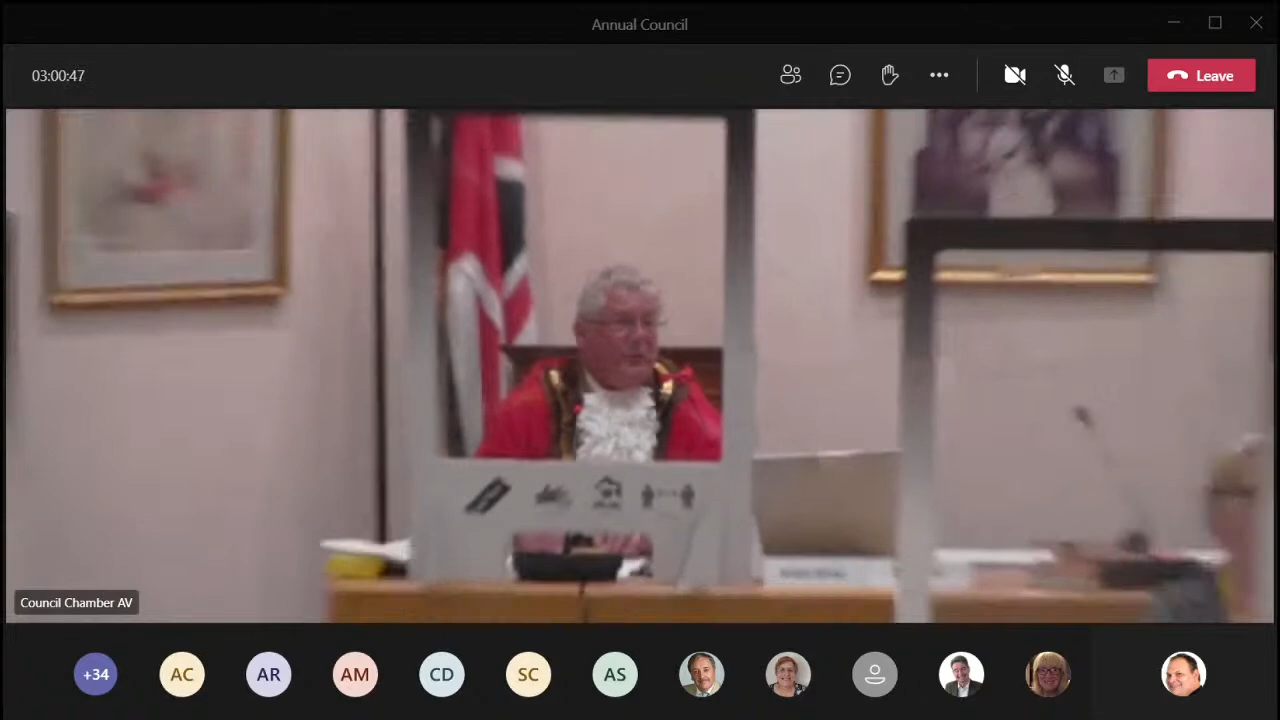 Annual Council
03:00:47
Leave
Council Chamber AV
+34
AC
AR
AM
CD
SC
AS